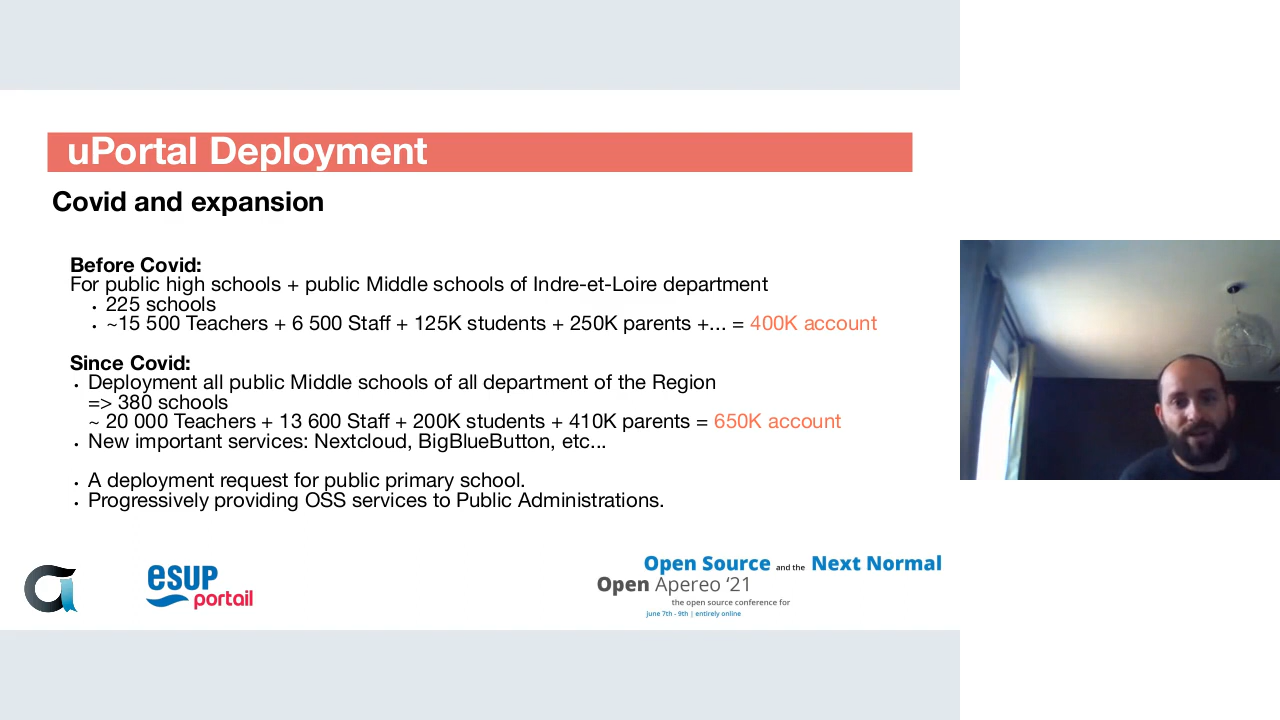 uPortal Deployment
Covid and expansion
Before Covid:
For public high schools + public Middle schools of Indre-et-Loire department
• 225 schools
• ~15 500 Teachers + 6 500 Staff + 125K students + 250K parents +... = 400K account
Since Covid:
• Deployment all public Middle schools of all department of the Region
=> 380 schools
~ 20 000 Teachers + 13 600 Staff + 200K students + 410K parents = 650K account
• New important services: Nextcloud, BigBlueButton, etc...
• A deployment request for public primary school.
• Progressively providing OSS services to Public Administrations.
esup
portail
Open Source and the Next Normal
Open Apereo ‘21
the open source conference for
june 7th - 9th | entirely online